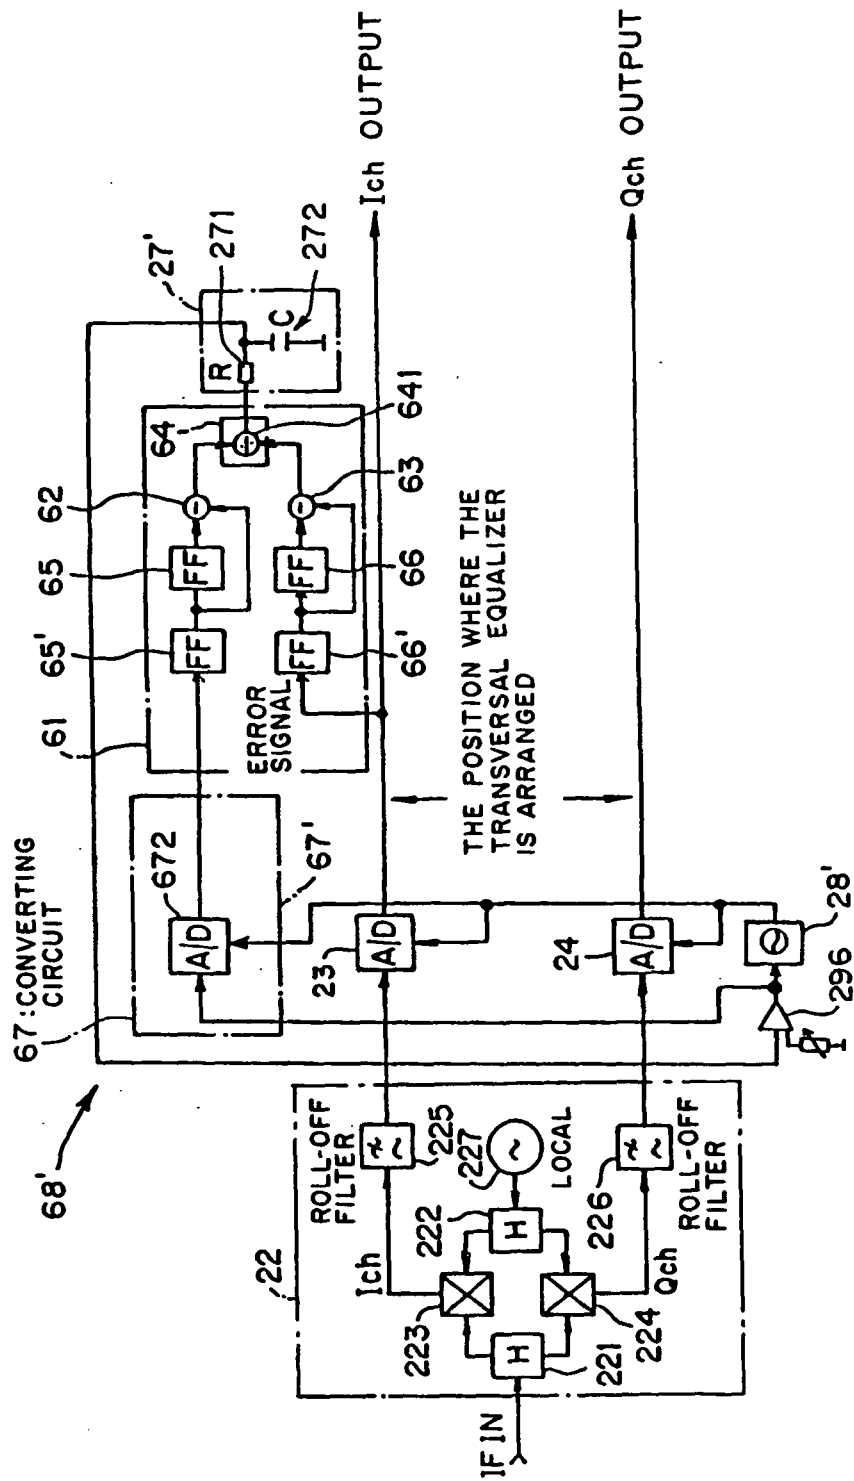 68'
67:CONVERTING
CIRCUIT
672
A/D
67'
61
65'
FF
65
FF
62
−
64
÷
641
27'
R
271
C
272
ERROR
SIGNAL
FF
66'
FF
66
−
63
Ich OUTPUT
22
ROLL-OFF
FILTER
225
Ich
23
A/D
THE POSITION WHERE THE
TRANSVERSAL EQUALIZER
IS ARRANGED
IF IN
H
221
223
224
H
222
227
~
LOCAL
Qch
226
ROLL-OFF
FILTER
24
A/D
Qch OUTPUT
296
28'